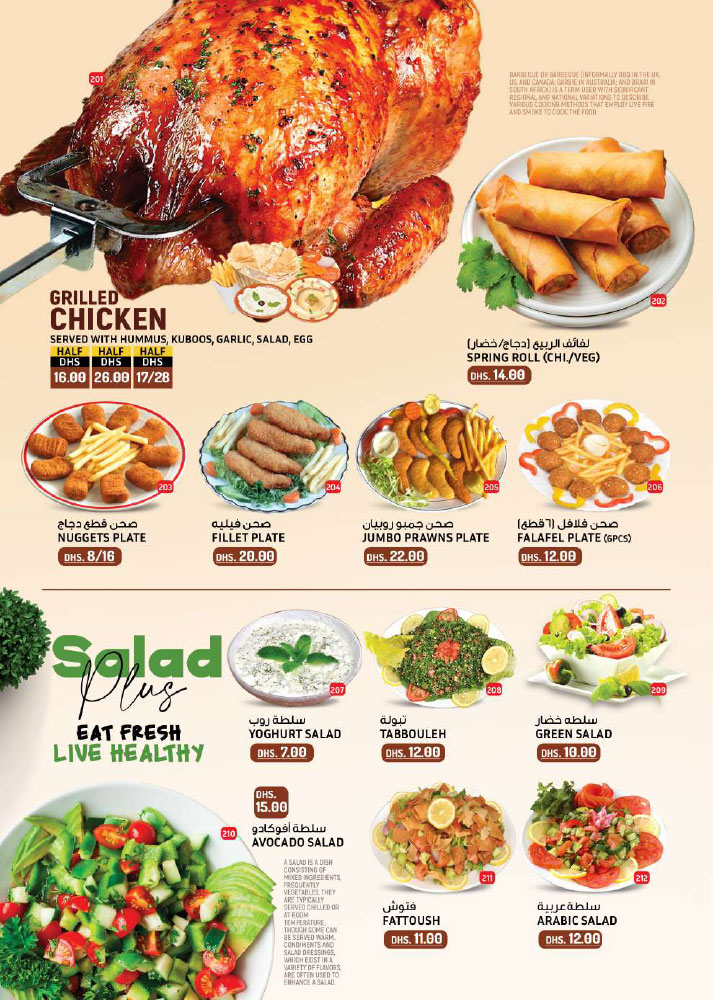 201
BARBECUE OR BARBEQUE (INFORMALLY BBQ IN THE UK,
US, AND CANADA, BARBIE IN AUSTRALIA; AND BRAAI IN
SOUTH AFRICA) IS A TERM USED WITH SIGNIFICANT
REGIONAL AND NATIONAL VARIATIONS TO DESCRIBE
VARIOUS COOKING METHODS THAT EMPLOY LIVE FIRE
AND SMOKE TO COOK THE FOOD.
202
GRILLED
CHICKEN
SERVED WITH HUMMUS, KUBOOS, GARLIC, SALAD, EGG
HALF HALF HALF
DHS DHS DHS
16.00 26.00 17/28
لفائف الربيع (دجاج/خضار)
SPRING ROLL (CHI./VEG)
DHS. 14.00
203
صحن قطع دجاج
NUGGETS PLATE
DHS. 8/16
204
صحن فيليه
FILLET PLATE
DHS. 20.00
205
صحن جمبو روبيان
JUMBO PRAWNS PLATE
DHS. 22.00
206
صحن فلافل (٦قطع)
FALAFEL PLATE (6PCS)
DHS. 12.00
Salad
Plus
EAT FRESH
LIVE HEALTHY
207
سلطة روب
YOGHURT SALAD
DHS. 7.00
208
تبولة
TABBOULEH
DHS. 12.00
209
سلطه خضار
GREEN SALAD
DHS. 10.00
DHS.
15.00
210
سلطة أفوكادو
AVOCADO SALAD
A SALAD IS A DISH
CONSISTING OF
MIXED INGREDIENTS,
FREQUENTLY
VEGETABLES. THEY
ARE TYPICALLY
SERVED CHILLED OR
AT ROOM
TEMPERATURE,
THOUGH SOME CAN
BE SERVED WARM.
CONDIMENTS AND
SALAD DRESSINGS,
WHICH EXIST IN A
VARIETY OF FLAVORS,
ARE OFTEN USED TO
ENHANCE A SALAD.
211
فتوش
FATTOUSH
DHS. 11.00
212
سلطة عربية
ARABIC SALAD
DHS. 12.00